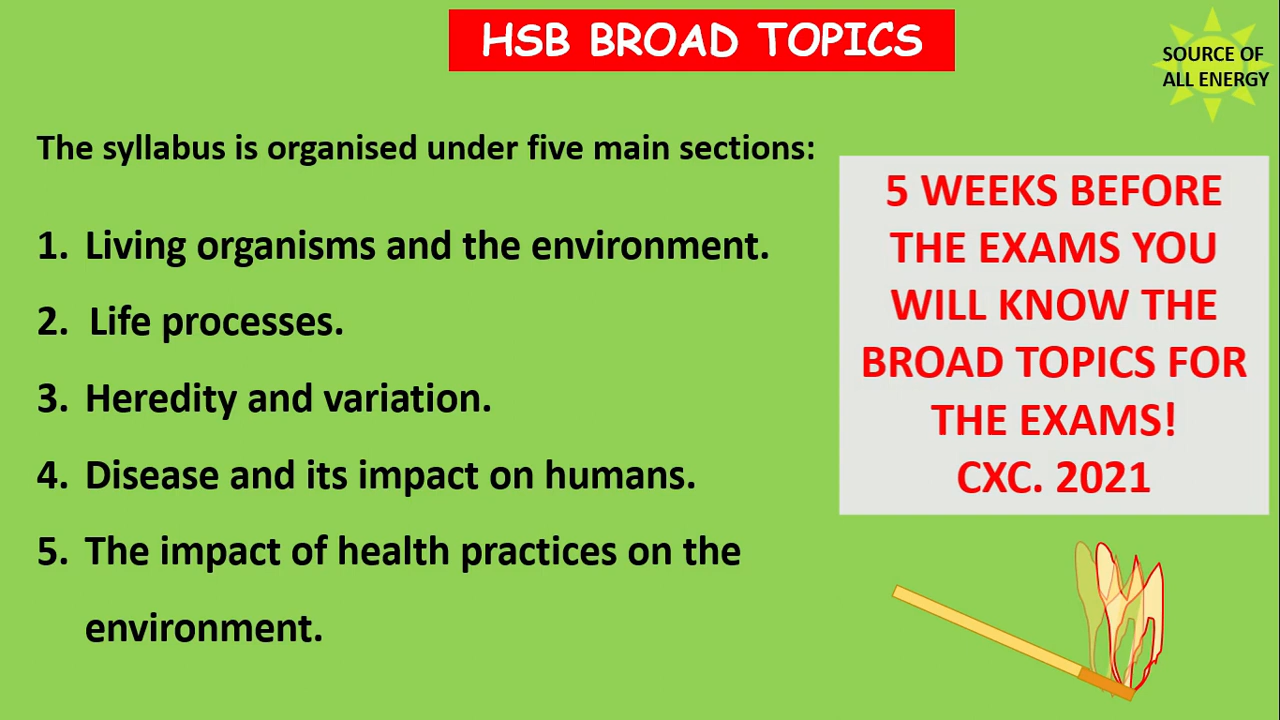 HSB BROAD TOPICS
SOURCE OF
ALL ENERGY
The syllabus is organised under five main sections:
1. Living organisms and the environment.
2. Life processes.
3. Heredity and variation.
4. Disease and its impact on humans.
5. The impact of health practices on the
environment.
5 WEEKS BEFORE
THE EXAMS YOU
WILL KNOW THE
BROAD TOPICS FOR
THE EXAMS!
CXC. 2021